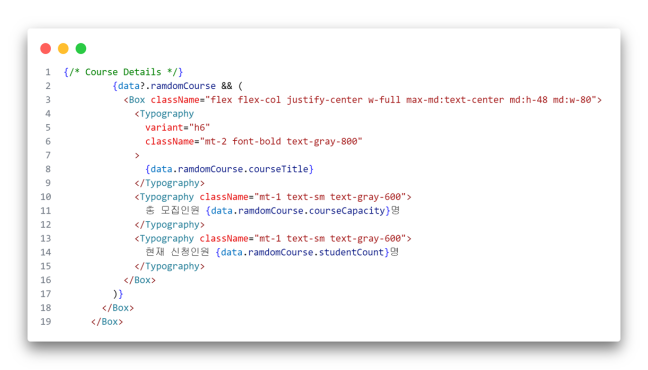 1 {/* Course Details */}
2 {data?.ramdomCourse && (
3 <Box className="flex flex-col justify-center w-full max-md:text-center md:h-48 md:w-80">
4 <Typography
5 variant="h6"
6 className="mt-2 font-bold text-gray-800"
7 >
8 {data.ramdomCourse.courseTitle}
9 </Typography>
10 <Typography className="mt-1 text-sm text-gray-600">
11 총 모집인원 {data.ramdomCourse.courseCapacity}명
12 </Typography>
13 <Typography className="mt-1 text-sm text-gray-600">
14 현재 신청인원 {data.ramdomCourse.studentCount}명
15 </Typography>
16 </Box>
17 )}
18 </Box>
19 </Box>